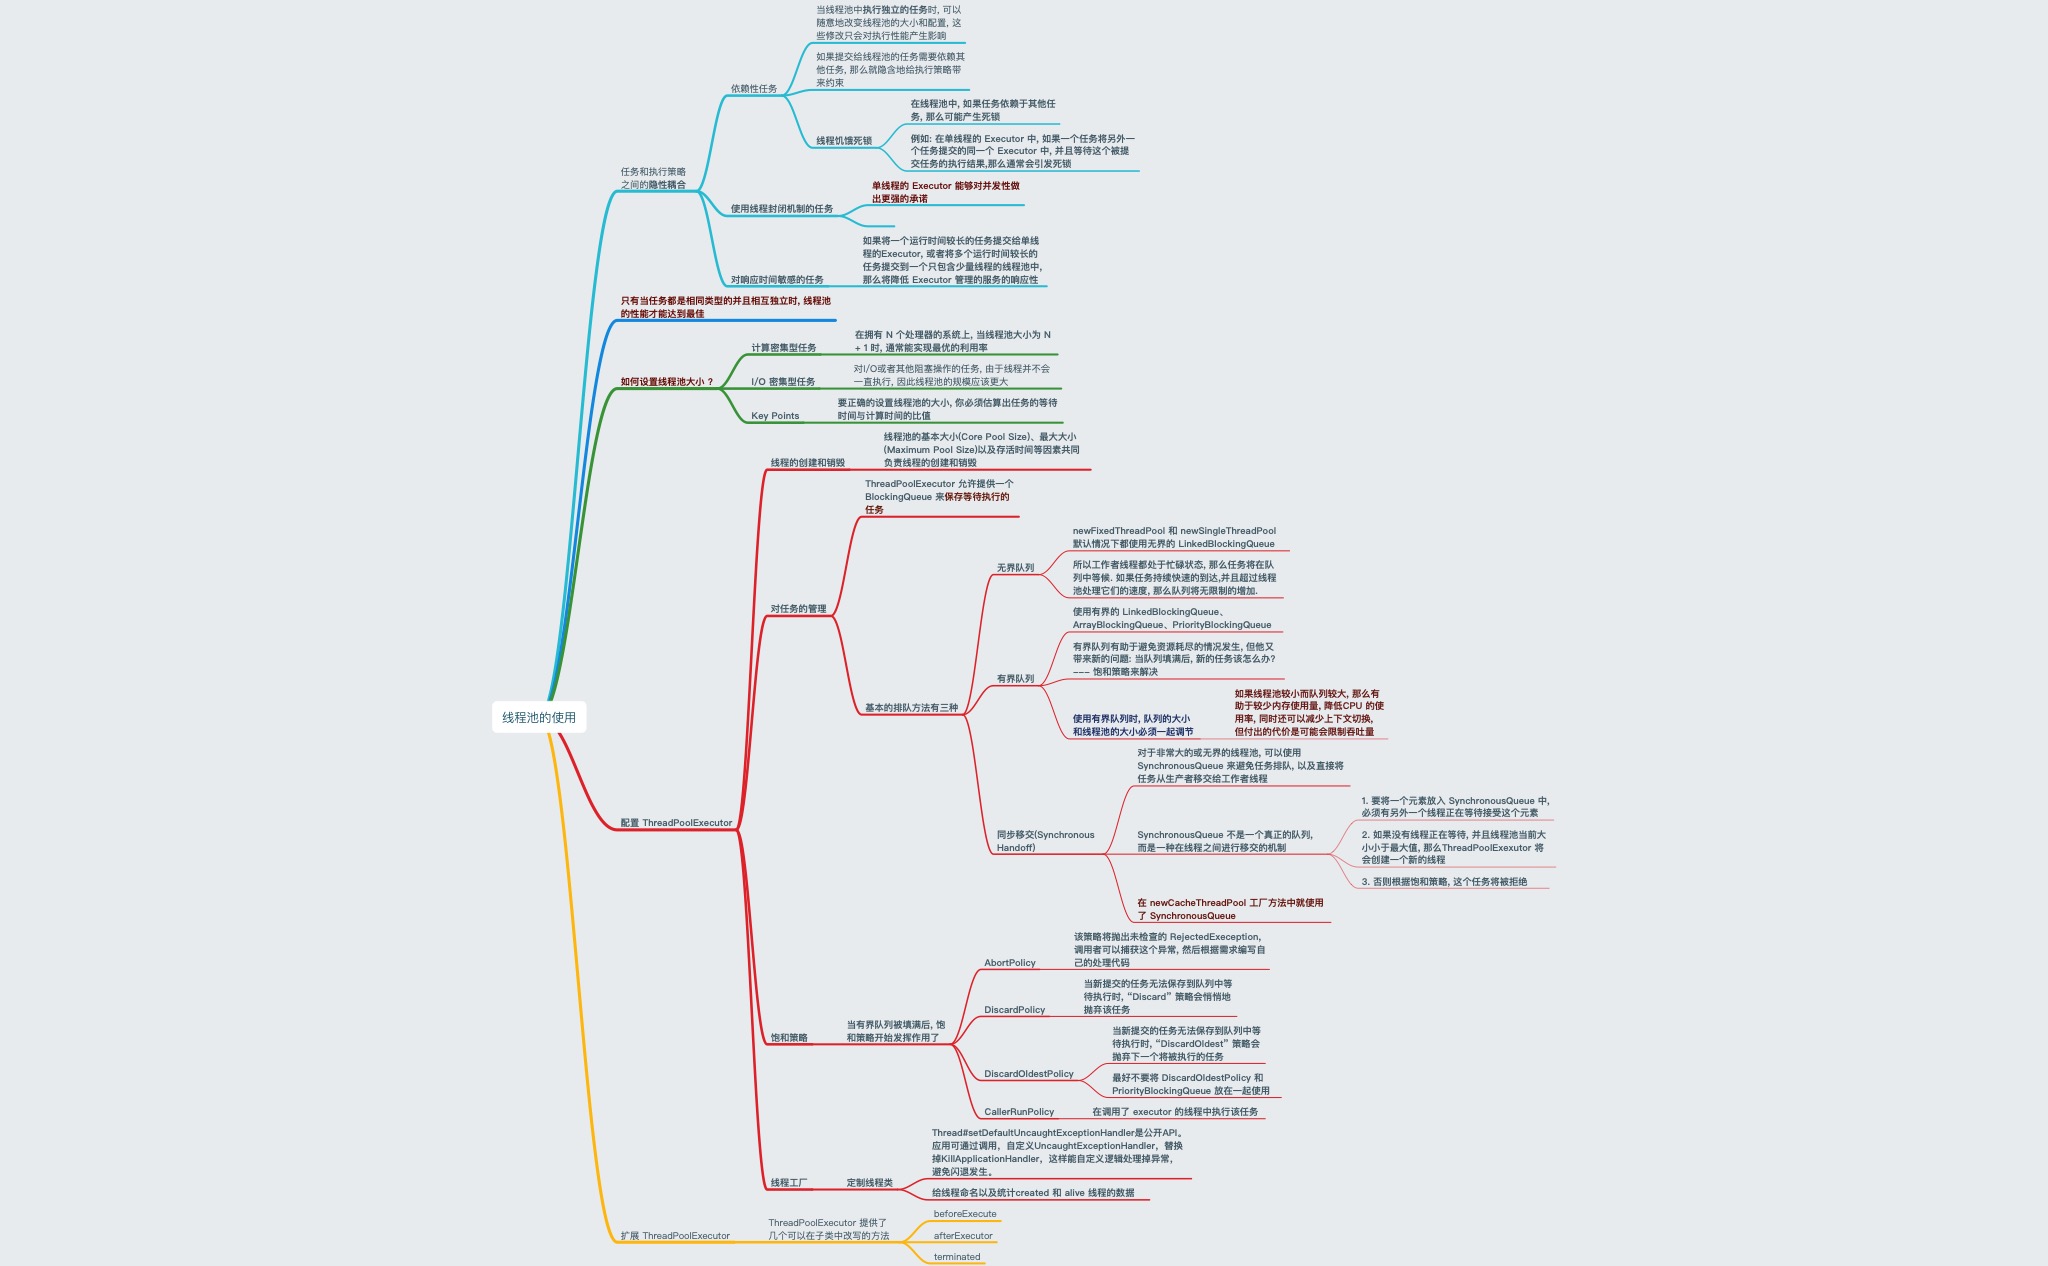 线程池的使用
任务和执行策略
之间的隐性耦合
依赖性任务
当线程池中执行独立的任务时, 可以
随意地改变线程池的大小和配置, 这
些修改只会对执行性能产生影响
如果提交给线程池的任务需要依赖其
他任务, 那么就隐含地给执行策略带
来约束
线程饥饿死锁
在线程池中, 如果任务依赖于其他任
务, 那么可能产生死锁
例如: 在单线程的 Executor 中, 如果一个任务将另外一
个任务提交的同一个 Executor 中, 并且等待这个被提
交任务的执行结果,那么通常会引发死锁
使用线程封闭机制的任务
单线程的 Executor 能够对并发性做
出更强的承诺
对响应时间敏感的任务
如果将一个运行时间较长的任务提交给单线
程的Executor, 或者将多个运行时间较长的
任务提交到一个只包含少量线程的线程池中,
那么将降低 Executor 管理的服务的响应性
只有当任务都是相同类型的并且相互独立时, 线程池
的性能才能达到最佳
如何设置线程池大小 ?
计算密集型任务
在拥有 N 个处理器的系统上, 当线程池大小为 N
+ 1 时, 通常能实现最优的利用率
I/O 密集型任务
对I/O或者其他阻塞操作的任务, 由于线程并不会
一直执行, 因此线程池的规模应该更大
Key Points
要正确的设置线程池的大小, 你必须估算出任务的等待
时间与计算时间的比值
配置 ThreadPoolExecutor
线程的创建和销毁
线程池的基本大小(Core Pool Size)、最大大小
(Maximum Pool Size)以及存活时间等因素共同
负责线程的创建和销毁
对任务的管理
ThreadPoolExecutor 允许提供一个
BlockingQueue 来保存等待执行的
任务
基本的排队方法有三种
无界队列
newFixedThreadPool 和 newSingleThreadPool
默认情况下都使用无界的 LinkedBlockingQueue
所以工作者线程都处于忙碌状态, 那么任务将在队
列中等候. 如果任务持续快速的到达,并且超过线程
池处理它们的速度, 那么队列将无限制的增加.
有界队列
使用有界的 LinkedBlockingQueue、
ArrayBlockingQueue、PriorityBlockingQueue
有界队列有助于避免资源耗尽的情况发生, 但他又
带来新的问题: 当队列填满后, 新的任务该怎么办?
--- 饱和策略来解决
使用有界队列时, 队列的大小
和线程池的大小必须一起调节
如果线程池较小而队列较大, 那么有
助于较少内存使用量, 降低CPU 的使
用率, 同时还可以减少上下文切换,
但付出的代价是可能会限制吞吐量
同步移交(Synchronous
Handoff)
对于非常大的或无界的线程池, 可以使用
SynchronousQueue 来避免任务排队, 以及直接将
任务从生产者移交给工作者线程
SynchronousQueue 不是一个真正的队列,
而是一种在线程之间进行移交的机制
1. 要将一个元素放入 SynchronousQueue 中,
必须有另外一个线程正在等待接受这个元素
2. 如果没有线程正在等待, 并且线程池当前大
小小于最大值, 那么ThreadPoolExexutor 将
会创建一个新的线程
3. 否则根据饱和策略, 这个任务将被拒绝
在 newCacheThreadPool 工厂方法中就使用
了 SynchronousQueue
饱和策略
当有界队列被填满后, 饱
和策略开始发挥作用了
AbortPolicy
该策略将抛出未检查的 RejectedExeception,
调用者可以捕获这个异常, 然后根据需求编写自
己的处理代码
DiscardPolicy
当新提交的任务无法保存到队列中等
待执行时, “Discard” 策略会悄悄地
抛弃该任务
DiscardOldestPolicy
当新提交的任务无法保存到队列中等
待执行时, “DiscardOldest” 策略会
抛弃下一个将被执行的任务
最好不要将 DiscardOldestPolicy 和
PriorityBlockingQueue 放在一起使用
CallerRunPolicy
在调用了 executor 的线程中执行该任务
线程工厂
定制线程类
Thread#setDefaultUncaughtExceptionHandler是公开API。
应用可通过调用，自定义UncaughtExceptionHandler，替换
掉KillApplicationHandler，这样能自定义逻辑处理掉异常，
避免闪退发生。
给线程命名以及统计created 和 alive 线程的数据
扩展 ThreadPoolExecutor
ThreadPoolExecutor 提供了
几个可以在子类中改写的方法
beforeExecute
afterExecutor
terminated